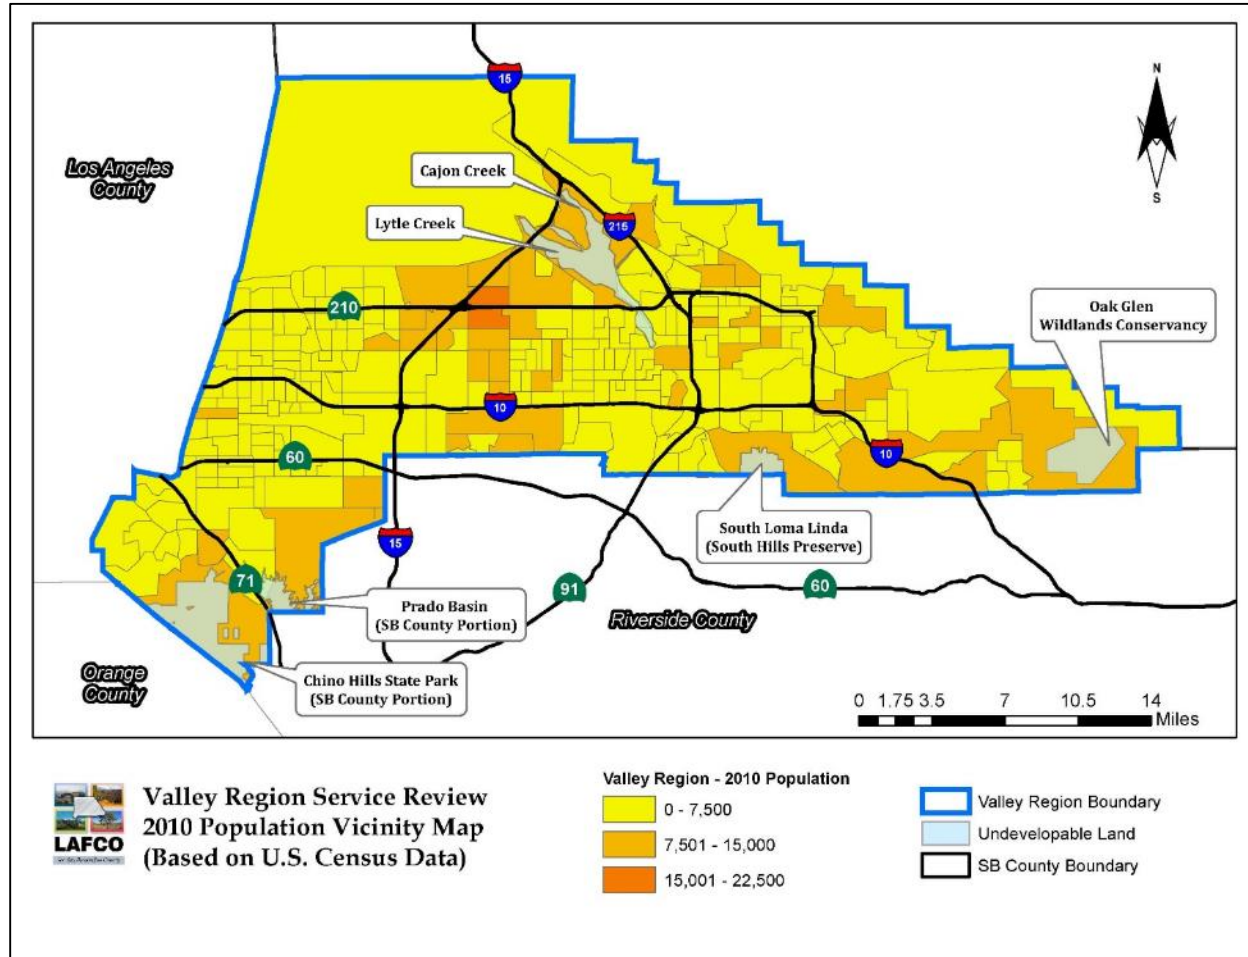 15
N
S
Los Angeles
County
Cajon Creek
Lytle Creek
215
210
Oak Glen
Wildlands Conservancy
10
60
10
South Loma Linda
(South Hills Preserve)
15
71
91
60
Prado Basin
(SB County Portion)
Riverside County
Orange
County
Chino Hills State Park
(SB County Portion)
0 1.75 3.5 7 10.5 14
Miles
LAFCO
Valley Region Service Review
2010 Population Vicinity Map
(Based on U.S. Census Data)
Valley Region - 2010 Population
0 - 7,500
7,501 - 15,000
15,001 - 22,500
Valley Region Boundary
Undevelopable Land
SB County Boundary